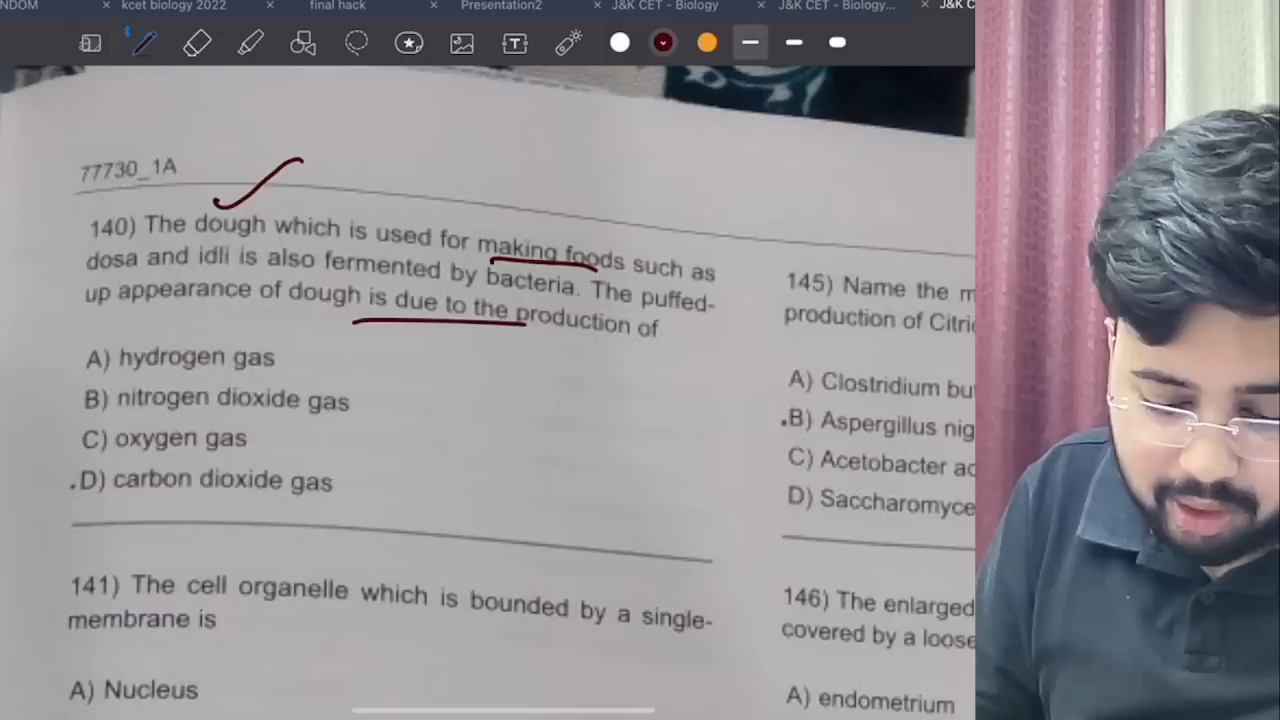 NDOM
kcet biology 2022
final hack
Presentation2
J&K CET - Biology
J&K CET - Biology...
J&K C
77730_1A
140) The dough which is used for making foods such as
dosa and idli is also fermented by bacteria. The puffed-
up appearance of dough is due to the production of
A) hydrogen gas
B) nitrogen dioxide gas
C) oxygen gas
.D) carbon dioxide gas
141) The cell organelle which is bounded by a single-
membrane is
A) Nucleus
145) Name the m
production of Citri
A) Clostridium bu
.B) Aspergillus nig
C) Acetobacter ac
D) Saccharomyce
146) The enlarged
covered by a loose
A) endometrium